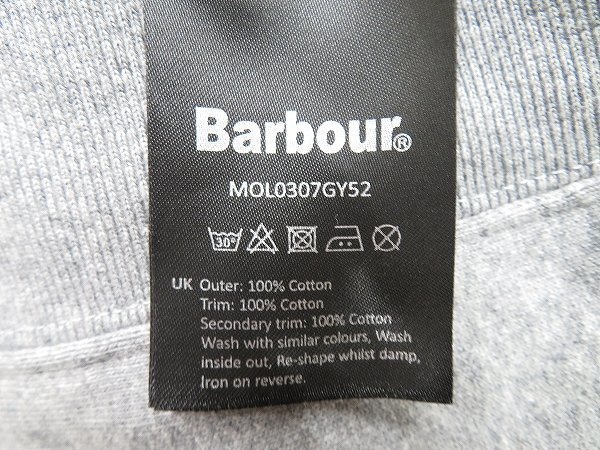 Barbour®
MOL0307GY52
30°
UK Outer: 100% Cotton
Trim: 100% Cotton
Secondary trim: 100% Cotton
Wash with similar colours, Wash
inside out, Re-shape whilst damp,
Iron on reverse.